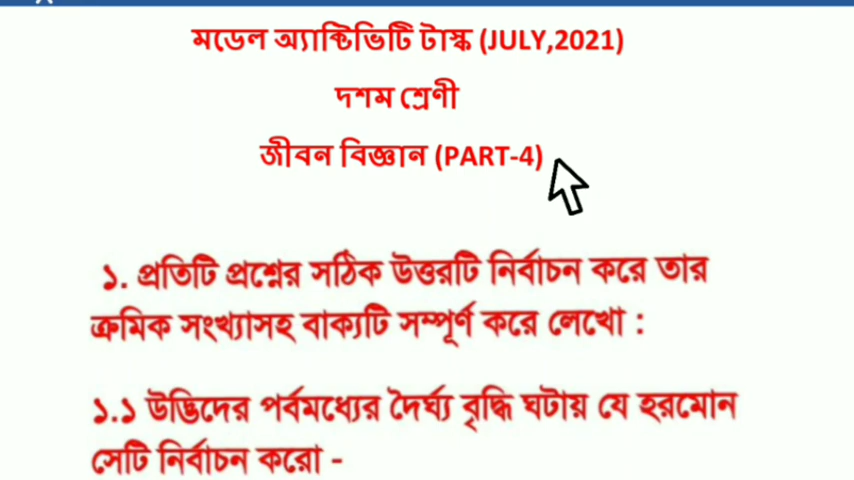 মডেল অ্যাক্টিভিটি টাস্ক (JULY,2021)
দশম শ্রেণী
জীবন বিজ্ঞান (PART-4)
১. প্রতিটি প্রশ্নের সঠিক উত্তরটি নির্বাচন করে তার
ক্রমিক সংখ্যাসহ বাক্যটি সম্পূর্ণ করে লেখো :
১.১ উদ্ভিদের পর্বমধ্যের দৈর্ঘ্য বৃদ্ধি ঘটায় যে হরমোন
সেটি নির্বাচন করো -